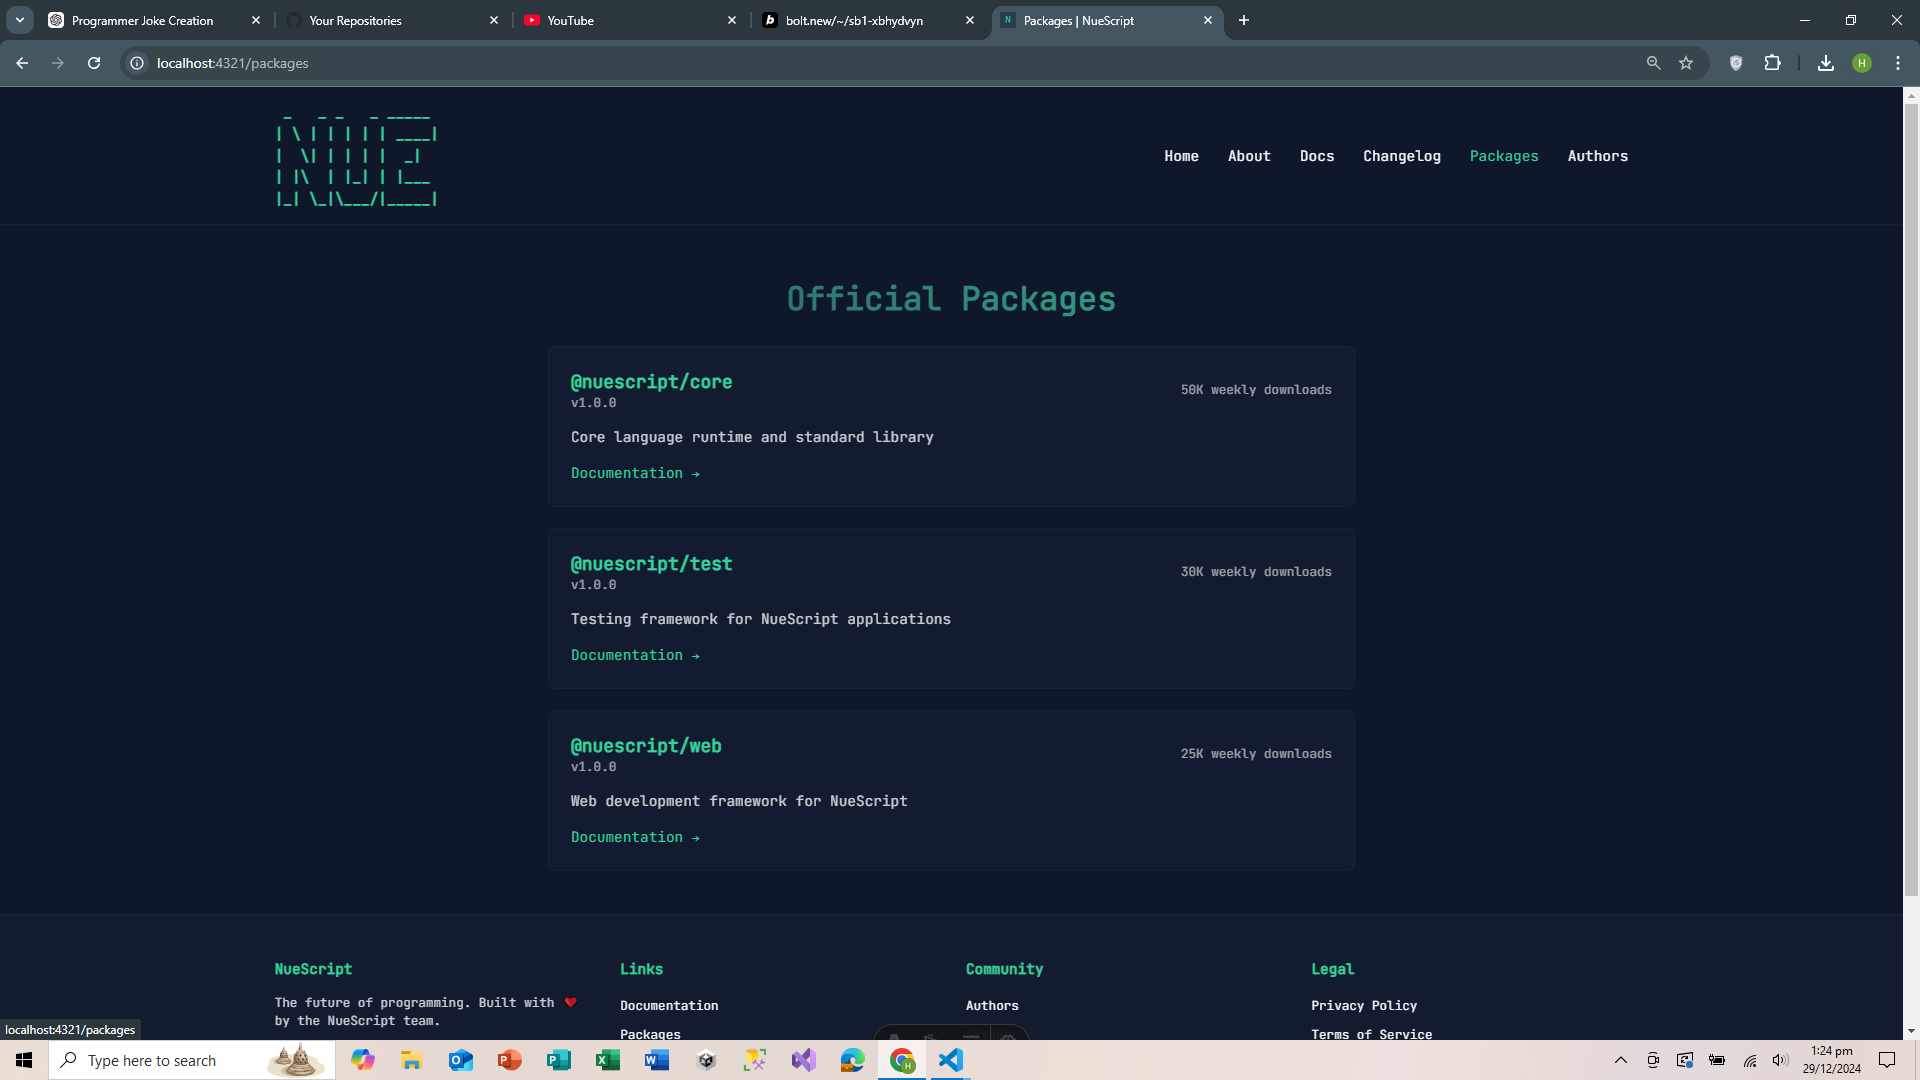 Programmer Joke Creation
Your Repositories
YouTube
bolt.new/~/sb1-xbhydvyn
Packages | NueScript
localhost:4321/packages
H
NUE
Home
About
Docs
Changelog
Packages
Authors
Official Packages
@nuescript/core
50K weekly downloads
v1.0.0
Core language runtime and standard library
Documentation →
@nuescript/test
30K weekly downloads
v1.0.0
Testing framework for NueScript applications
Documentation →
@nuescript/web
25K weekly downloads
v1.0.0
Web development framework for NueScript
Documentation →
NueScript
The future of programming. Built with ❤
by the NueScript team.
Links
Documentation
Packages
Community
Authors
Legal
Privacy Policy
Terms of Service
localhost:4321/packages
Type here to search
1:24 pm
29/12/2024